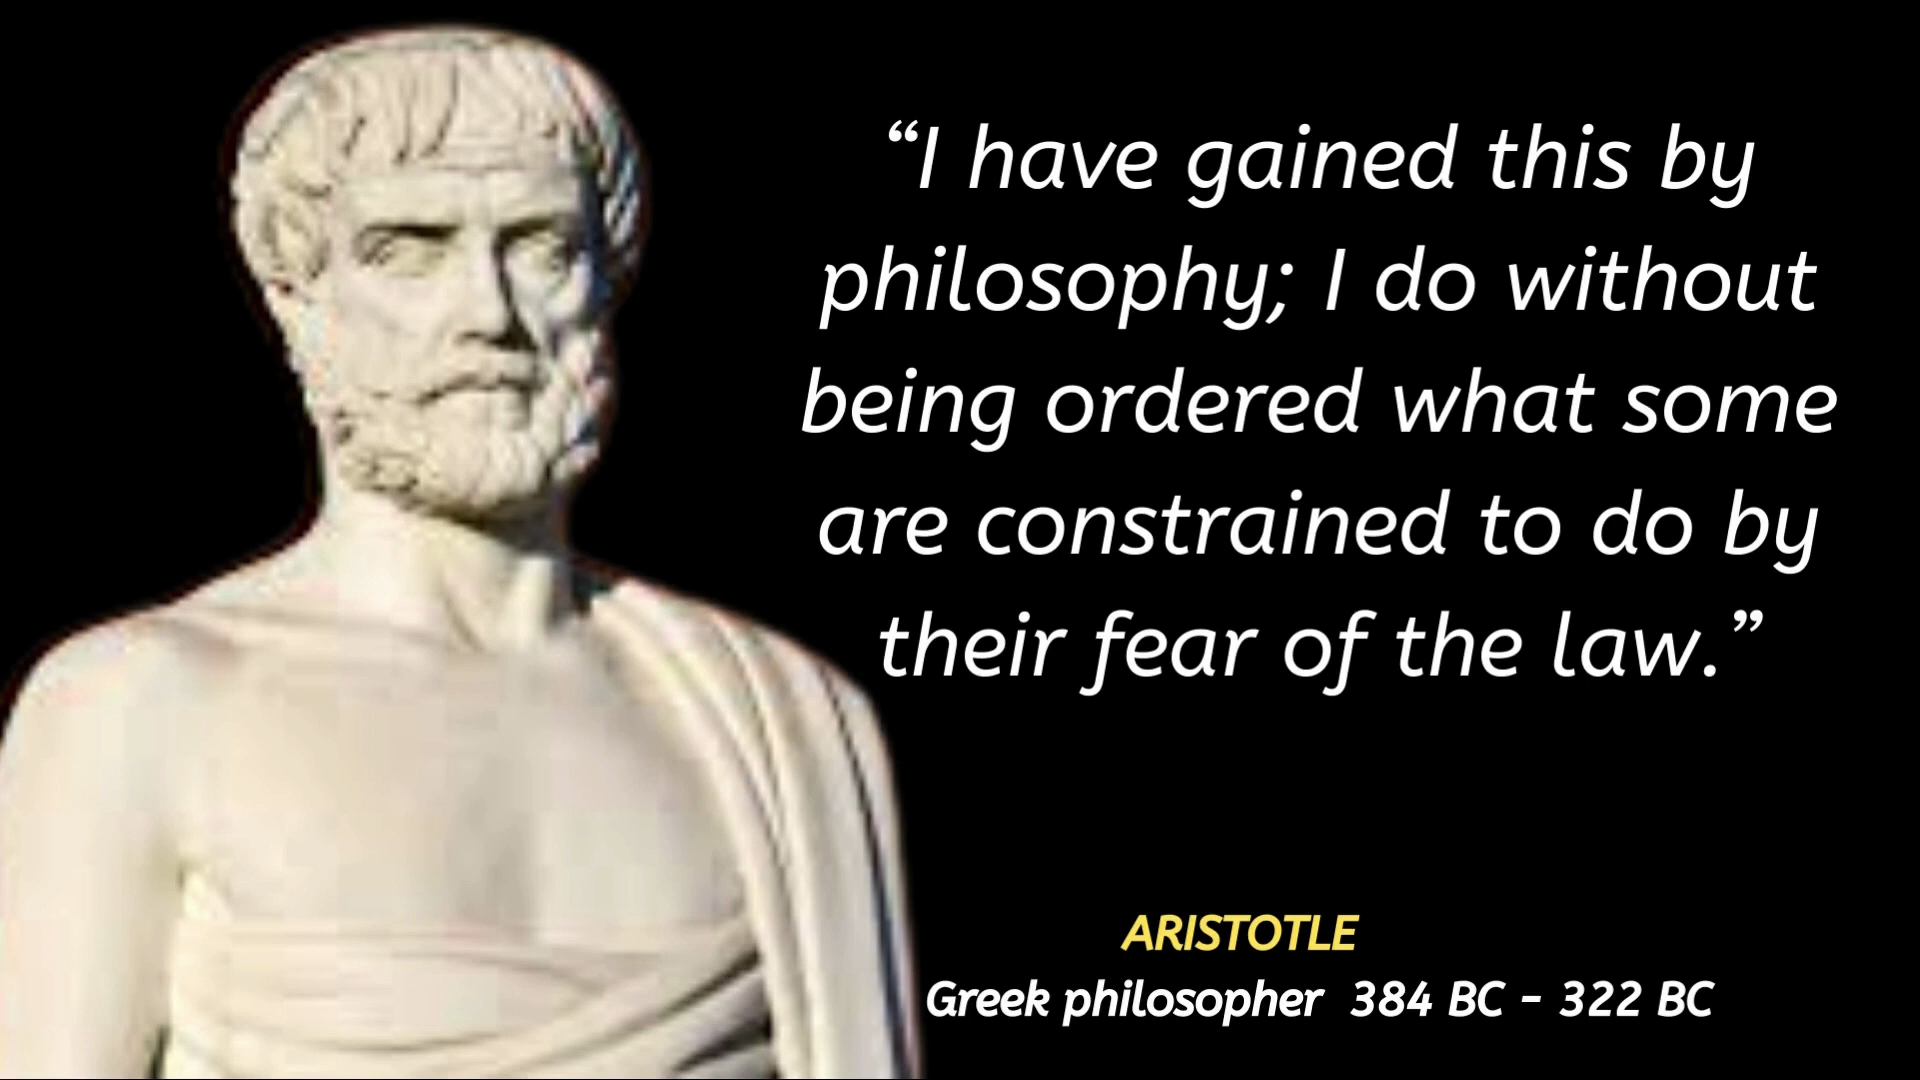 “I have gained this by
philosophy; I do without
being ordered what some
are constrained to do by
their fear of the law.”
ARISTOTLE
Greek philosopher 384 BC - 322 BC